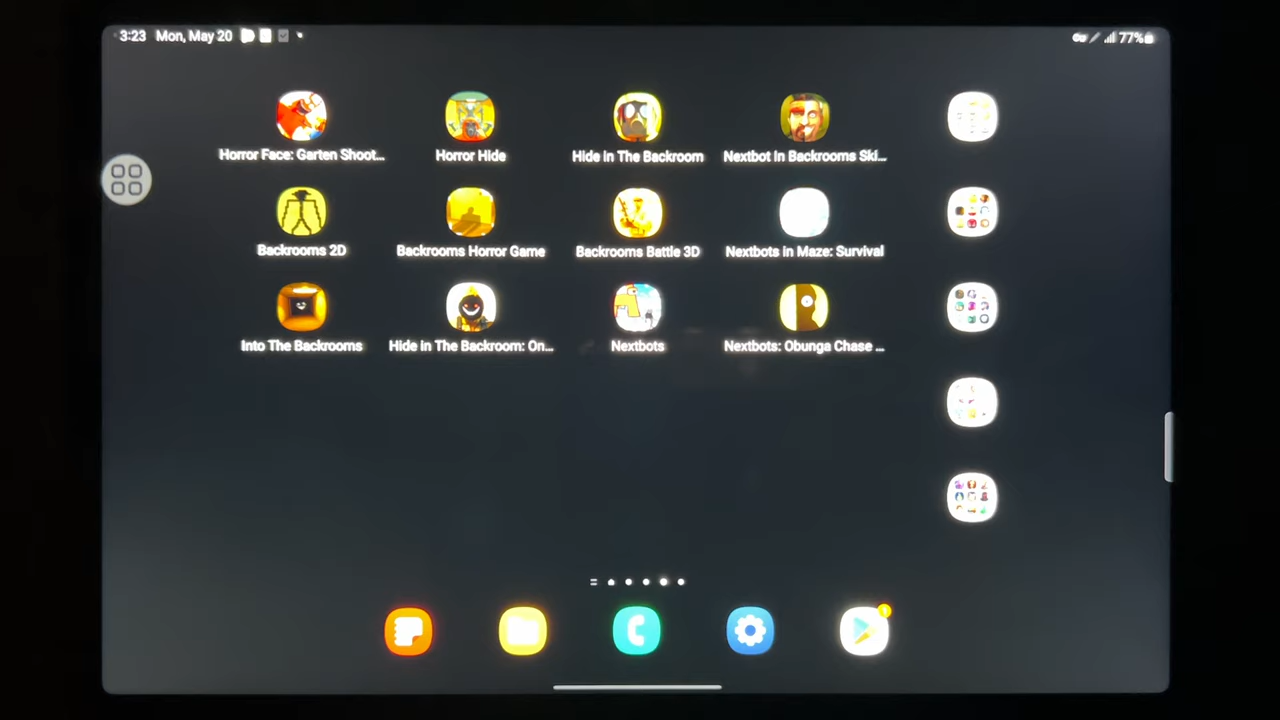 3:23 Mon, May 20
77%
Horror Face: Garten Shoot...
Horror Hide
Hide in The Backroom
Nextbot in Backrooms Ski...
Backrooms 2D
Backrooms Horror Game
Backrooms Battle 3D
Nextbots in Maze: Survival
Into The Backrooms
Hide in The Backroom: On...
Nextbots
Nextbots: Obunga Chase ...